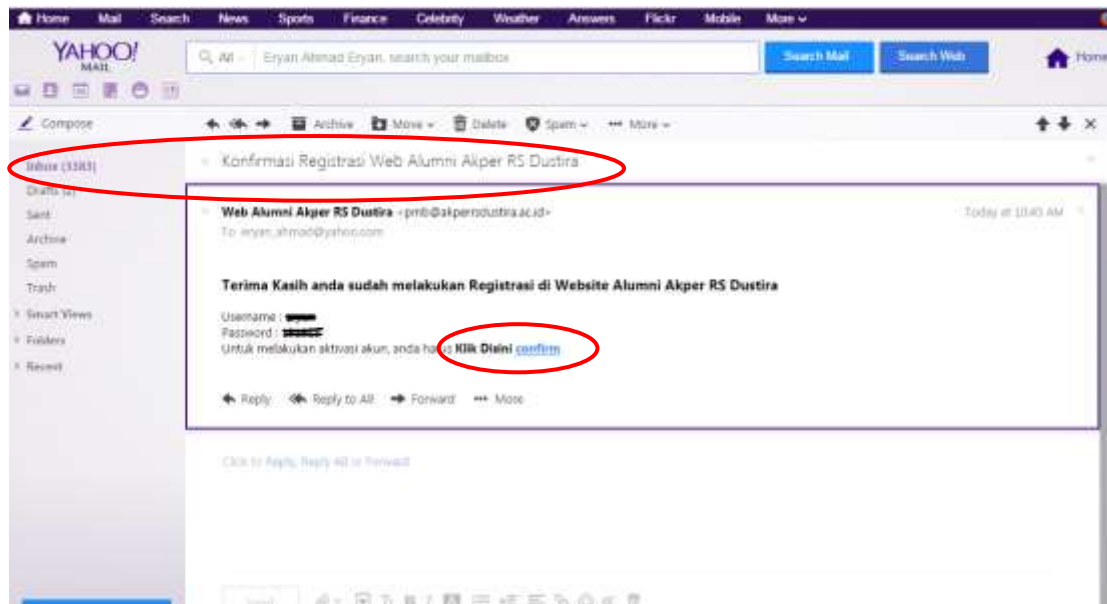 Home Mail Search News Sports Finance Celebrity Weather Answers Flickr Mobile More
YAHOO! MAIL
All Eryan Ahmad Eryan, search your mailbox Search Mail Search Web Home
Compose Archive Move Delete Spam More
Inbox (3383)
Konfirmasi Registrasi Web Alumni Akper RS Dustira
Drafts
Sent
Archive
Spam
Trash
Smart Views
Folders
Recent
Web Alumni Akper RS Dustira <pmb@akperrsdustira.ac.id> Today at 10:45 AM
To eryan_ahmad@yahoo.com
Terima Kasih anda sudah melakukan Registrasi di Website Alumni Akper RS Dustira
Username :
Password :
Untuk melakukan aktivasi akun, anda harus Klik Disini confirm
Reply Reply to All Forward More
Click to Reply, Reply All or Forward
Send